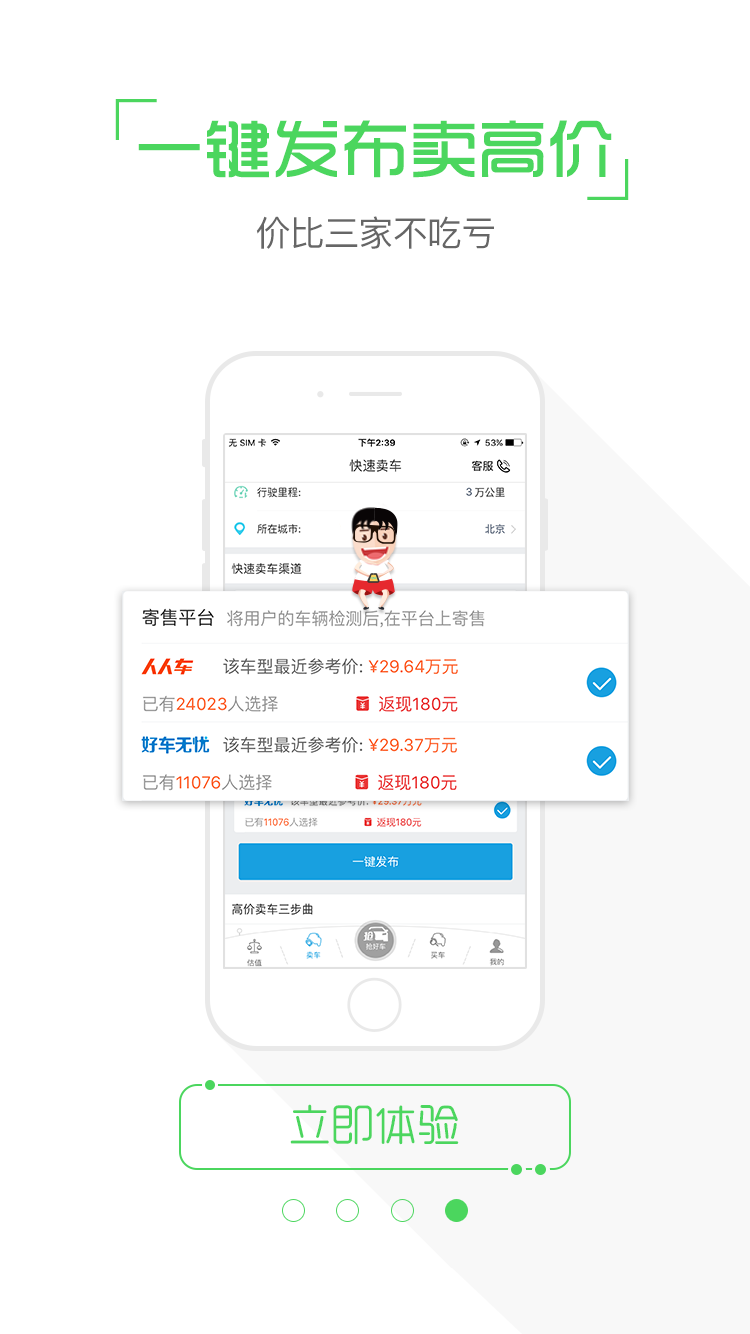 一键发布卖高价
价比三家不吃亏
无 SIM 卡 下午2:39 53%
快速卖车 客服
行驶里程: 3 万公里
所在城市: 北京
快速卖车渠道
寄售平台 将用户的车辆检测后,在平台上寄售
人人车 该车型最近参考价: ¥29.64万元
已有24023人选择 返现180元
好车无忧 该车型最近参考价: ¥29.37万元
已有11076人选择 返现180元
好车无忧 该车型最近参考价: ¥29.37万元
已有11076人选择 返现180元
一键发布
高价卖车三步曲
估值 卖车 抢好车 买车 我的
立即体验